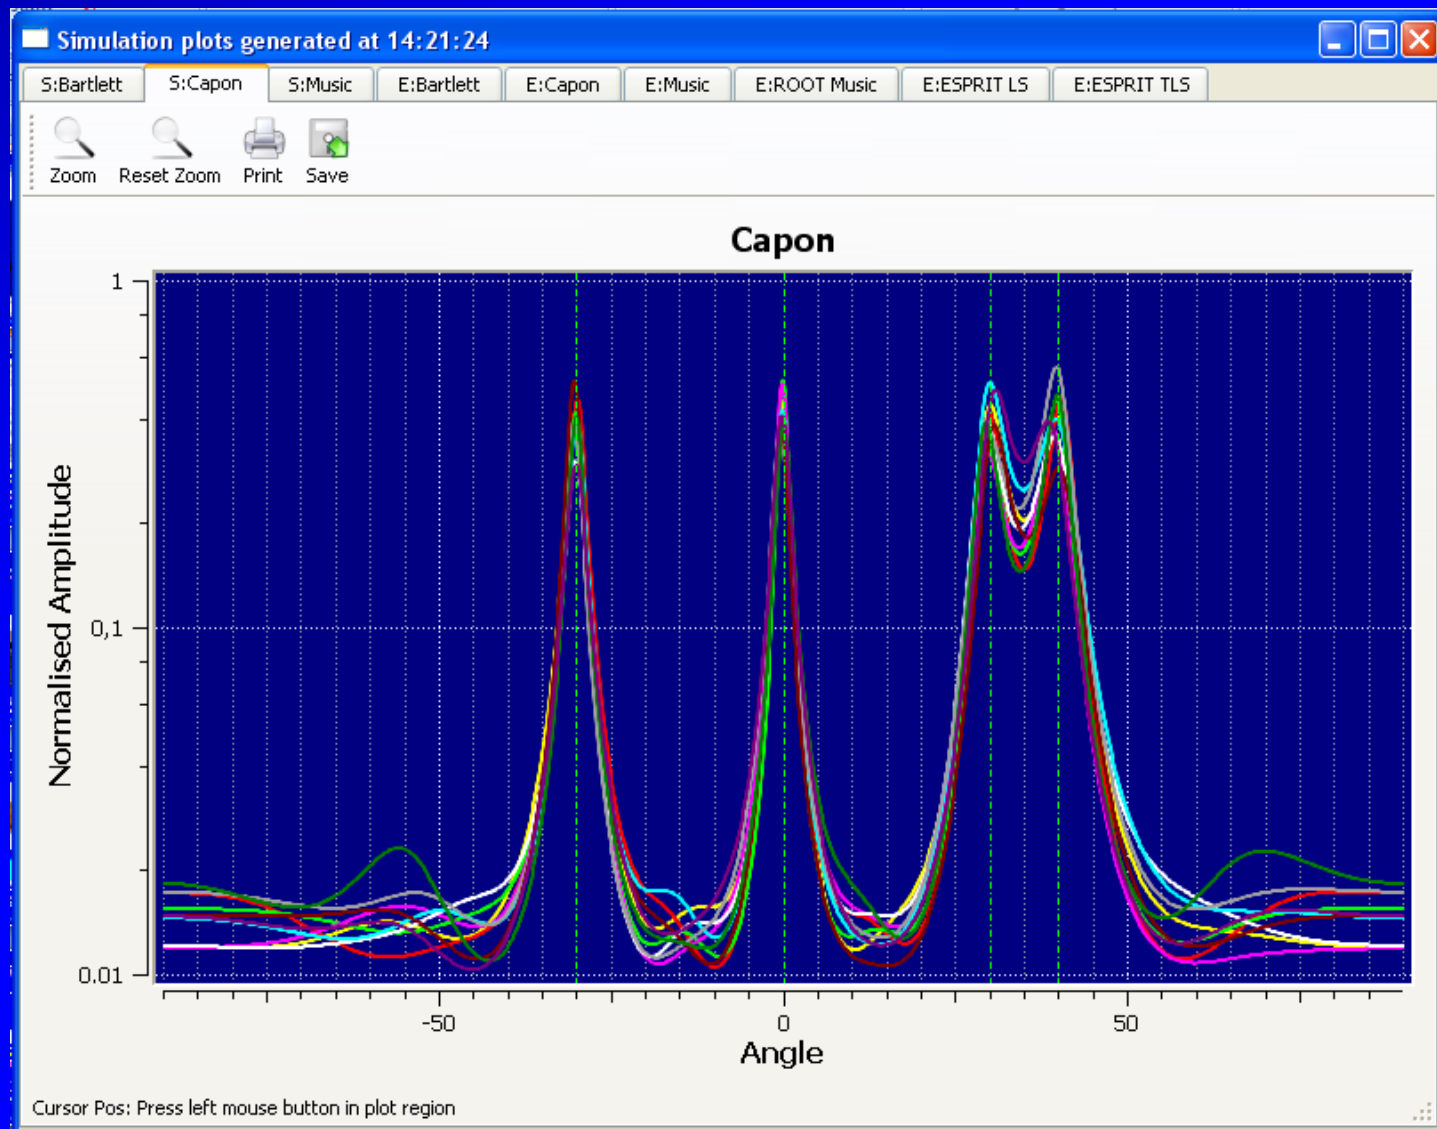 Simulation plots generated at 14:21:24
S:Bartlett S:Capon S:Music E:Bartlett E:Capon E:Music E:ROOT Music E:ESPRIT LS E:ESPRIT TLS
Zoom Reset Zoom Print Save
Capon
Normalised Amplitude
1
0,1
0.01
-50 0 50
Angle
Cursor Pos: Press left mouse button in plot region